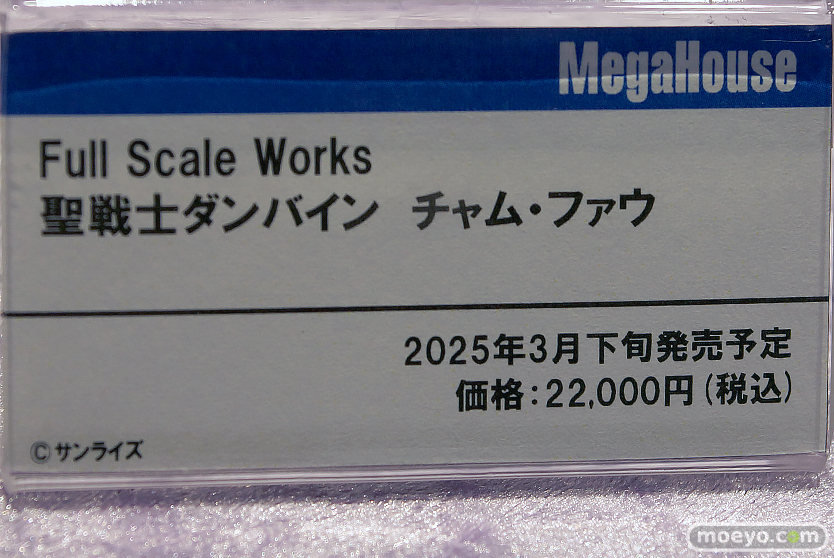 MegaHouse
Full Scale Works
聖戦士ダンバイン チャム・ファウ
2025年3月下旬発売予定
価格：22,000円(税込)
©サンライズ
moeyo.com